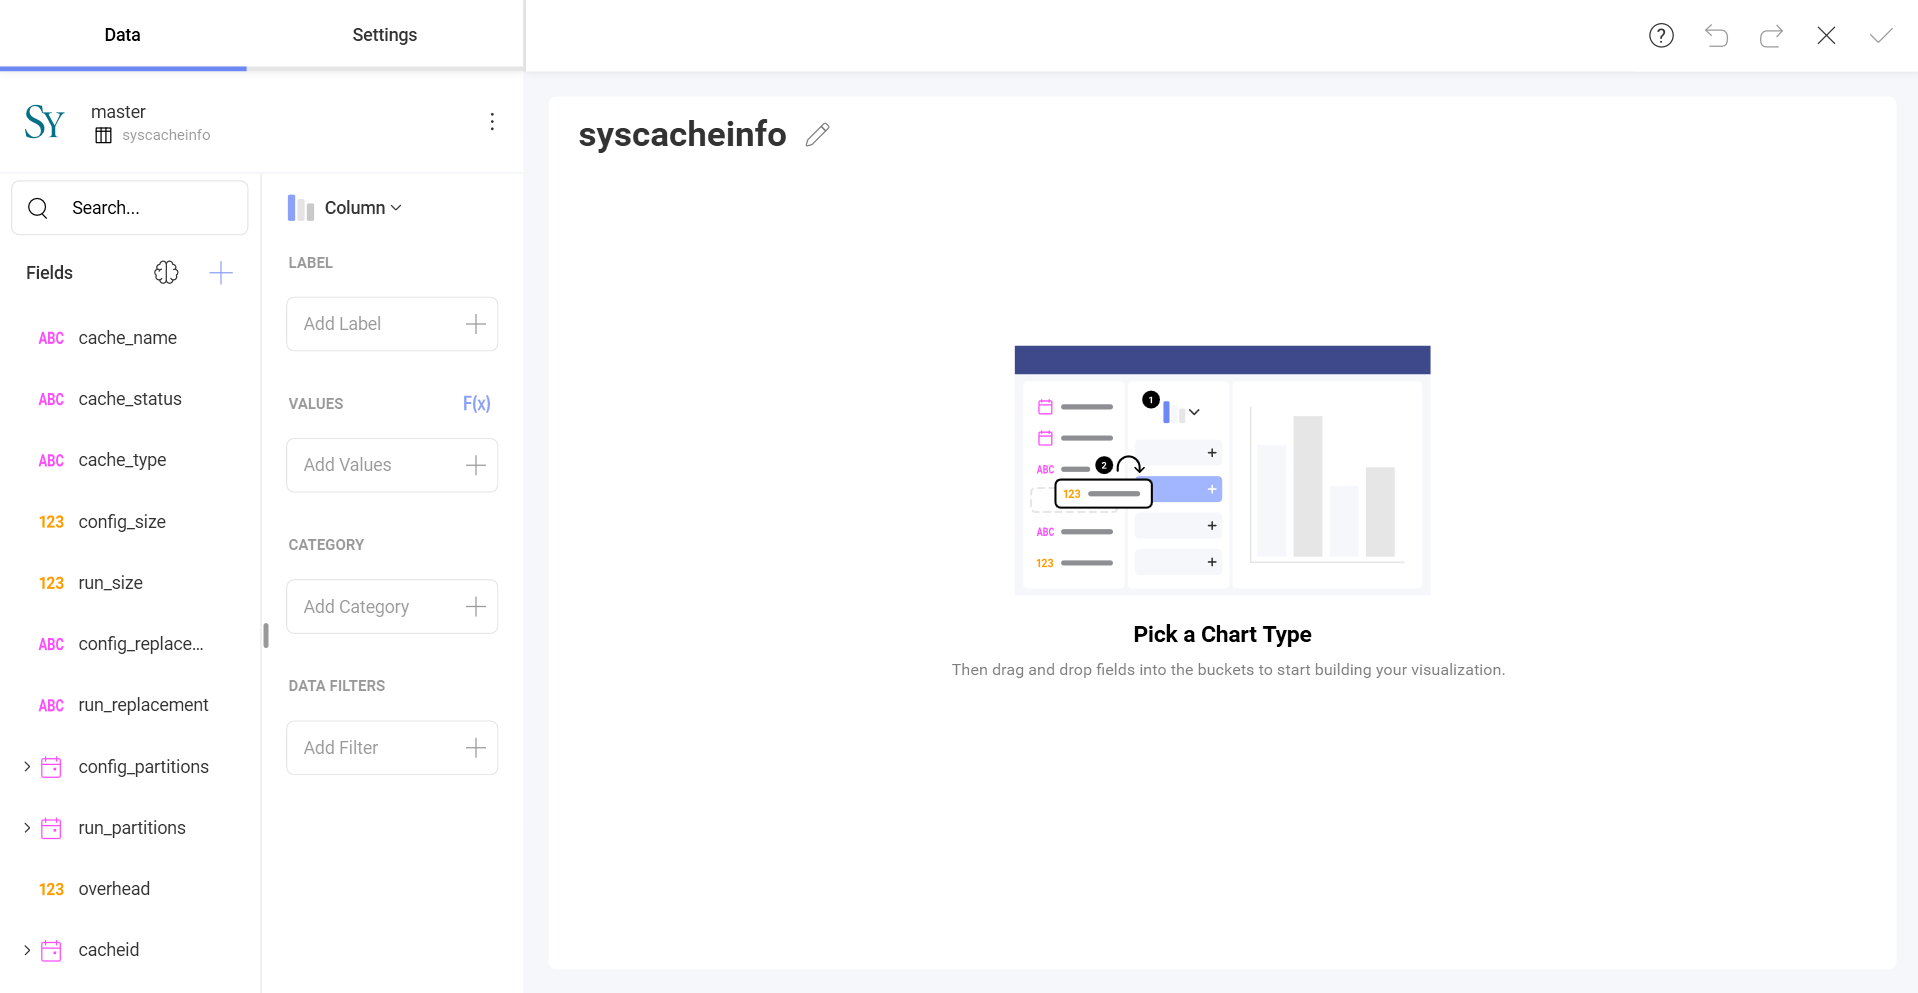 Data
Settings
SY
master
syscacheinfo
Search...
Fields
ABC cache_name
ABC cache_status
ABC cache_type
123 config_size
123 run_size
ABC config_replace...
ABC run_replacement
config_partitions
run_partitions
123 overhead
cacheid
Column
LABEL
Add Label
VALUES
F(x)
Add Values
CATEGORY
Add Category
DATA FILTERS
Add Filter
?
syscacheinfo
1
ABC
2
123
ABC
123
Pick a Chart Type
Then drag and drop fields into the buckets to start building your visualization.